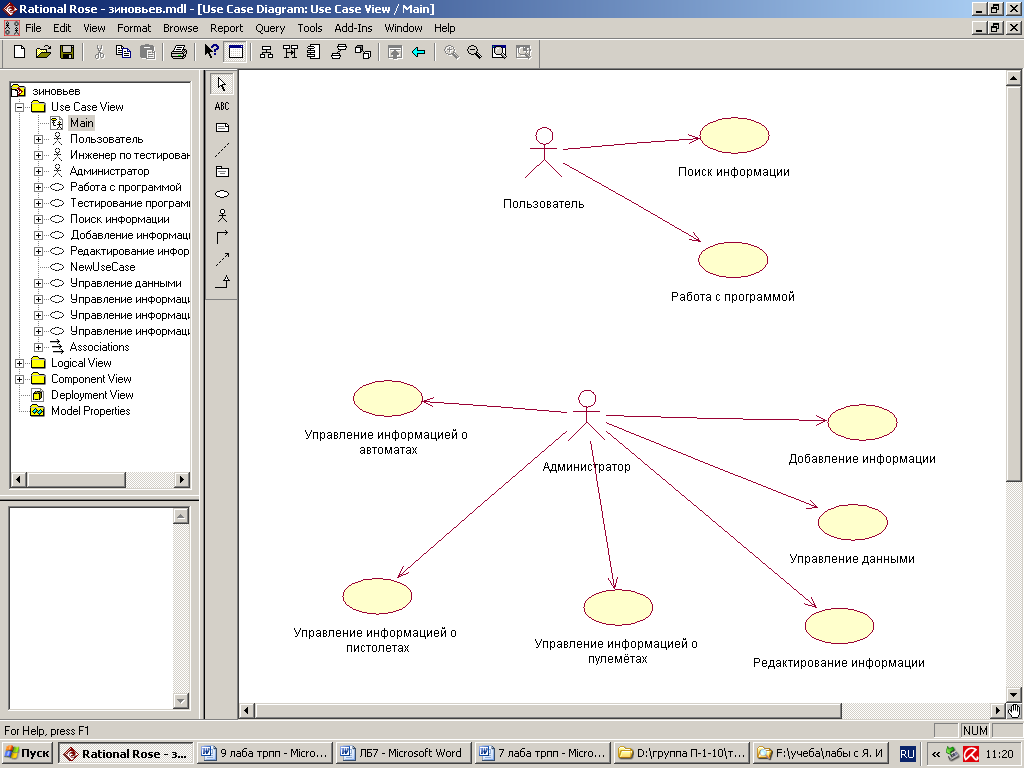 Rational Rose - зиновьев.mdl - [Use Case Diagram: Use Case View / Main]
File Edit View Format Browse Report Query Tools Add-Ins Window Help
ABC
зиновьев
Use Case View
Main
Пользователь
Инженер по тестирован
Администратор
Работа с программой
Тестирование програм
Поиск информации
Добавление информац
Редактирование инфор
NewUseCase
Управление данными
Управление информаци
Управление информаци
Управление информаци
Associations
Logical View
Component View
Deployment View
Model Properties
Поиск информации
Пользователь
Работа с программой
Управление информацией о
автоматах
Администратор
Добавление информации
Управление данными
Управление информацией о
пистолетах
Управление информацией о
пулемётах
Редактирование информации
For Help, press F1
NUM
Пуск
Rational Rose - з...
9 лаба трпп - Micros...
ЛБ7 - Microsoft Word
7 лаба трпп - Micros...
D:\группа П-1-10\т...
F:\учеба\лабы с Я. И
RU
«
11:20